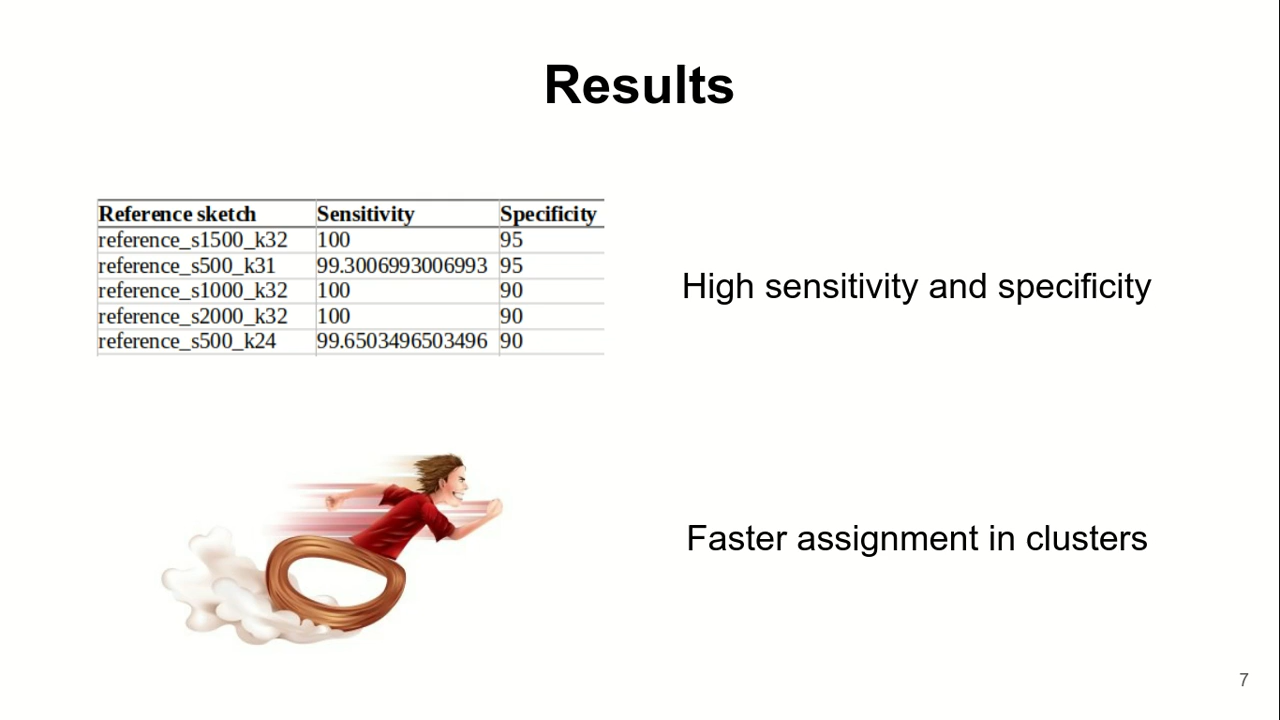 Results
Reference sketch Sensitivity Specificity
reference_s1500_k32 100 95
reference_s500_k31 99.3006993006993 95
reference_s1000_k32 100 90
reference_s2000_k32 100 90
reference_s500_k24 99.6503496503496 90
High sensitivity and specificity
Faster assignment in clusters
7